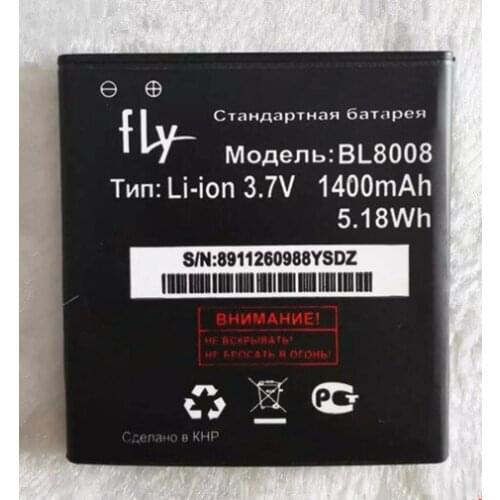 fly
Стандартная батарея
Модель:BL8008
Тип: Li-ion 3.7V 1400mAh
5.18Wh
S/N:8911260988YSDZ
ВНИМАНИЕ!
НЕ ВСКРЫВАТЬ!
НЕ БРОСАТЬ В ОГОНЬ!
Сделано в КНР